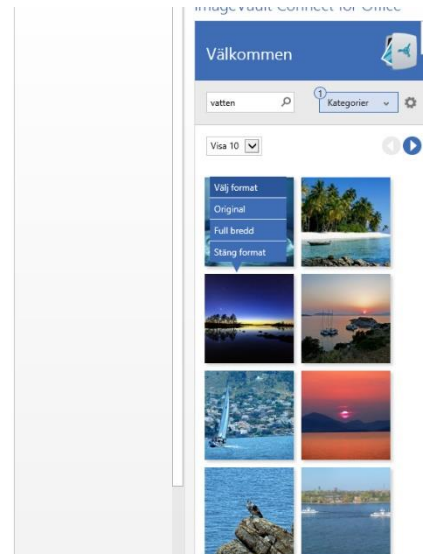 ImageVault Connect for Office
Välkommen
vatten
1
Kategorier
Visa 10
Välj format
Original
Full bredd
Stäng format